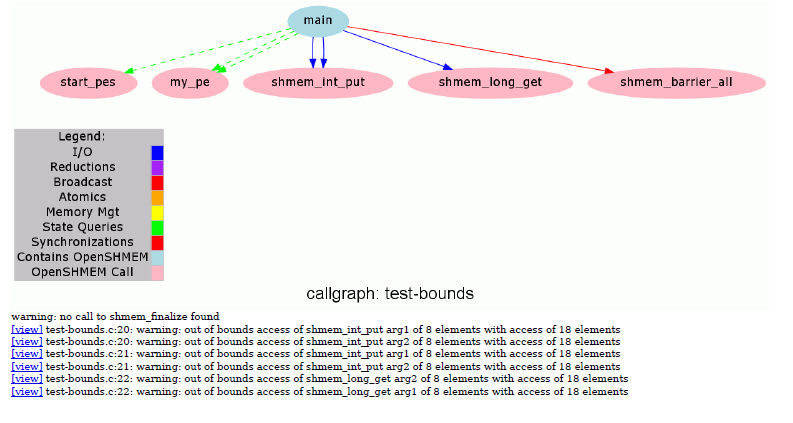 main
start_pes
my_pe
shmem_int_put
shmem_long_get
shmem_barrier_all
Legend:
I/O
Reductions
Broadcast
Atomics
Memory Mgt
State Queries
Synchronizations
Contains OpenSHMEM
OpenSHMEM Call
callgraph: test-bounds
warning: no call to shmem_finalize found
[view] test-bounds.c:20: warning: out of bounds access of shmem_int_put arg1 of 8 elements with access of 18 elements
[view] test-bounds.c:20: warning: out of bounds access of shmem_int_put arg2 of 8 elements with access of 18 elements
[view] test-bounds.c:21: warning: out of bounds access of shmem_int_put arg1 of 8 elements with access of 18 elements
[view] test-bounds.c:21: warning: out of bounds access of shmem_int_put arg2 of 8 elements with access of 18 elements
[view] test-bounds.c:22: warning: out of bounds access of shmem_long_get arg2 of 8 elements with access of 18 elements
[view] test-bounds.c:22: warning: out of bounds access of shmem_long_get arg1 of 8 elements with access of 18 elements